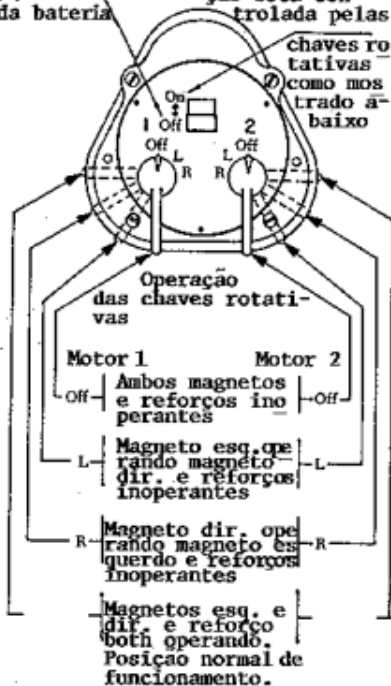 da bateria
trolada pelas
chaves ro
tativas
como mos
trado a-
baixo
On
1 Off 2
Off Off
L L
R R
Operação
das chaves rotati-
vas
Motor 1 Motor 2
Off Ambos magnetos Off
e reforços ino
perantes
L Magneto esq.ope L
rando magneto
dir. e reforços
inoperantes
R Magneto dir. ope R
rando magneto es
querdo e reforços
inoperantes
Magnetos esq. e
dir. e reforço
both operando.
Posição normal de
funcionamento.